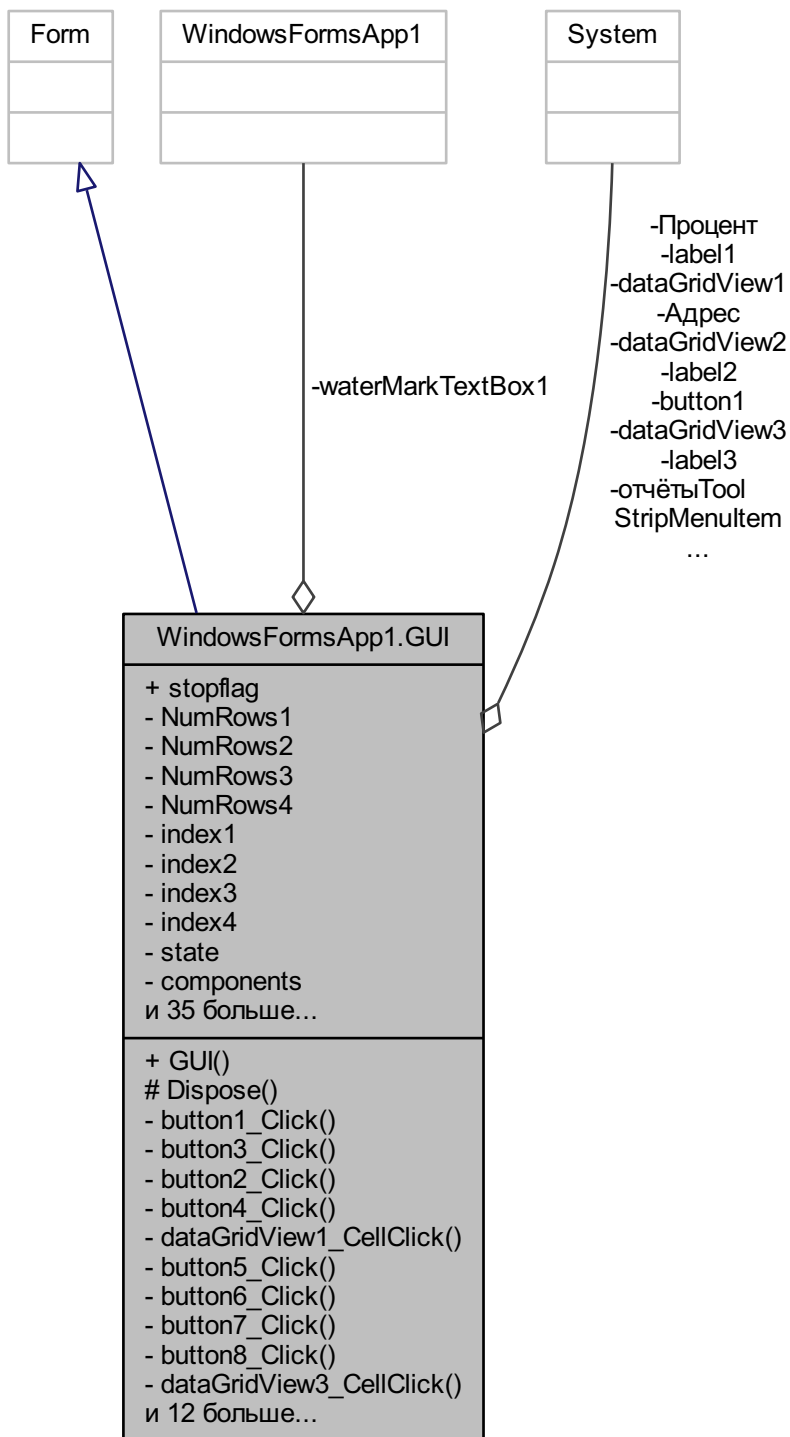 Form
WindowsFormsApp1
System
-Процент
-label1
-dataGridView1
-Адрес
-dataGridView2
-label2
-button1
-dataGridView3
-label3
-отчётыTool
StripMenuItem
...
-waterMarkTextBox1
WindowsFormsApp1.GUI
+ stopflag
- NumRows1
- NumRows2
- NumRows3
- NumRows4
- index1
- index2
- index3
- index4
- state
- components
и 35 больше...
+ GUI()
# Dispose()
- button1_Click()
- button3_Click()
- button2_Click()
- button4_Click()
- dataGridView1_CellClick()
- button5_Click()
- button6_Click()
- button7_Click()
- button8_Click()
- dataGridView3_CellClick()
и 12 больше...